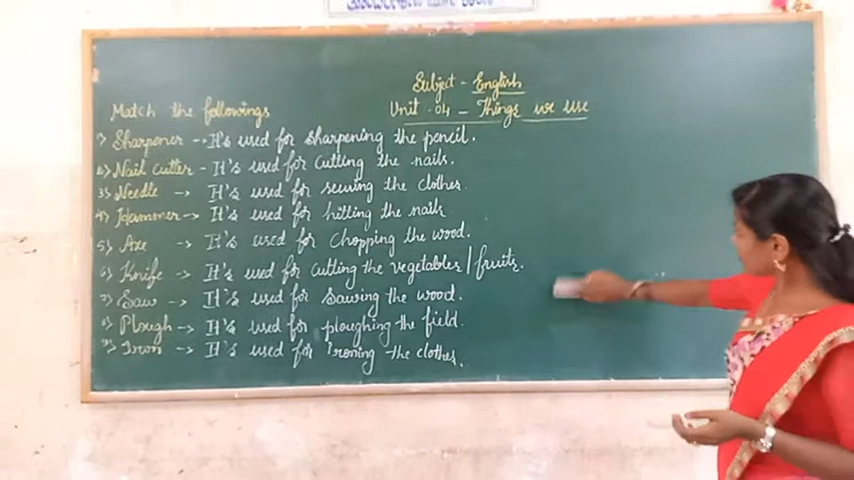 Subject - English
Unit - 04 - Things we use
Match the followings
1) Sharpener -> It's used for sharpening the pencil.
2) Nail cutter - It's used for cutting the nails.
3) Needle -> It's used for sewing the clothes.
4) Hammer -> It's used for hitting the nails.
5) Axe -> It's used for chopping the wood.
6) Knife -> It's used for cutting the vegetables / fruits.
7) Saw -> It's used for sawing the wood.
8) Plough -> It's used for ploughing the field.
9) Iron -> It's used for Ironing the clothes.